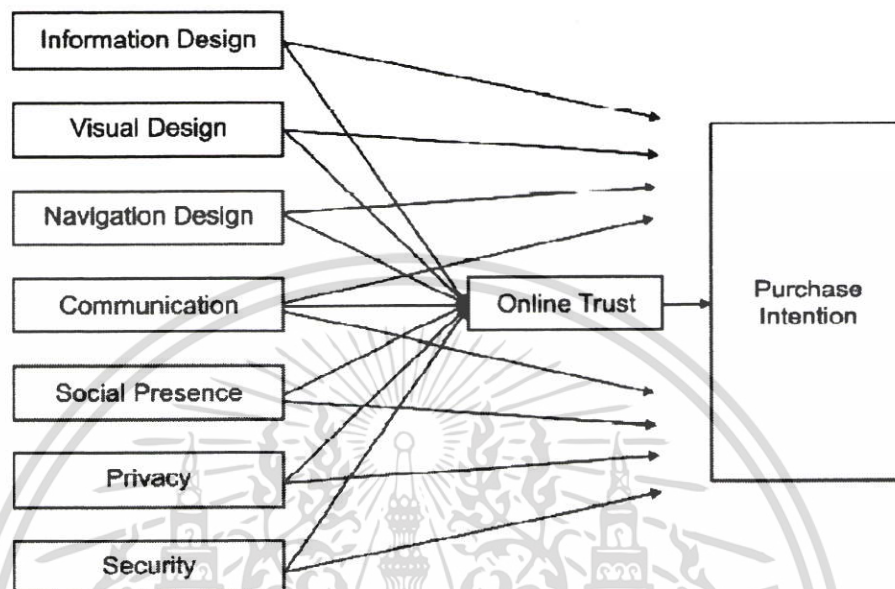 Information Design
Visual Design
Navigation Design
Communication
Online Trust
Purchase
Intention
Social Presence
Privacy
Security